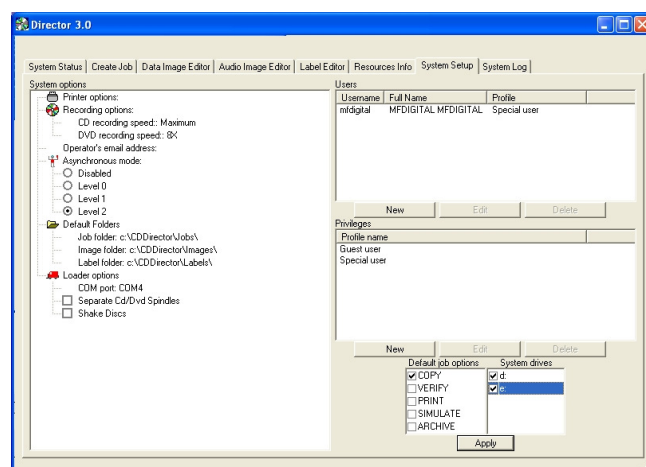 Director 3.0
System Status Create Job Data Image Editor Audio Image Editor Label Editor Resources Info System Setup System Log
System options
Printer options:
Recording options:
CD recording speed:: Maximum
DVD recording speed:: 8X
Operator's email address:
Asynchronous mode:
Disabled
Level 0
Level 1
Level 2
Default Folders
Job folder: c:\CDDirector\Jobs\
Image folder: c:\CDDirector\Images\
Label folder: c:\CDDirector\Labels\
Loader options
COM port: COM4
Separate Cd/Dvd Spindles
Shake Discs
Users
Username Full Name Profile
mfdigital MFDIGITAL MFDIGITAL Special user
New Edit Delete
Privileges
Profile name
Guest user
Special user
New Edit Delete
Default job options System drives
COPY d:
VERIFY e:
PRINT
SIMULATE
ARCHIVE
Apply